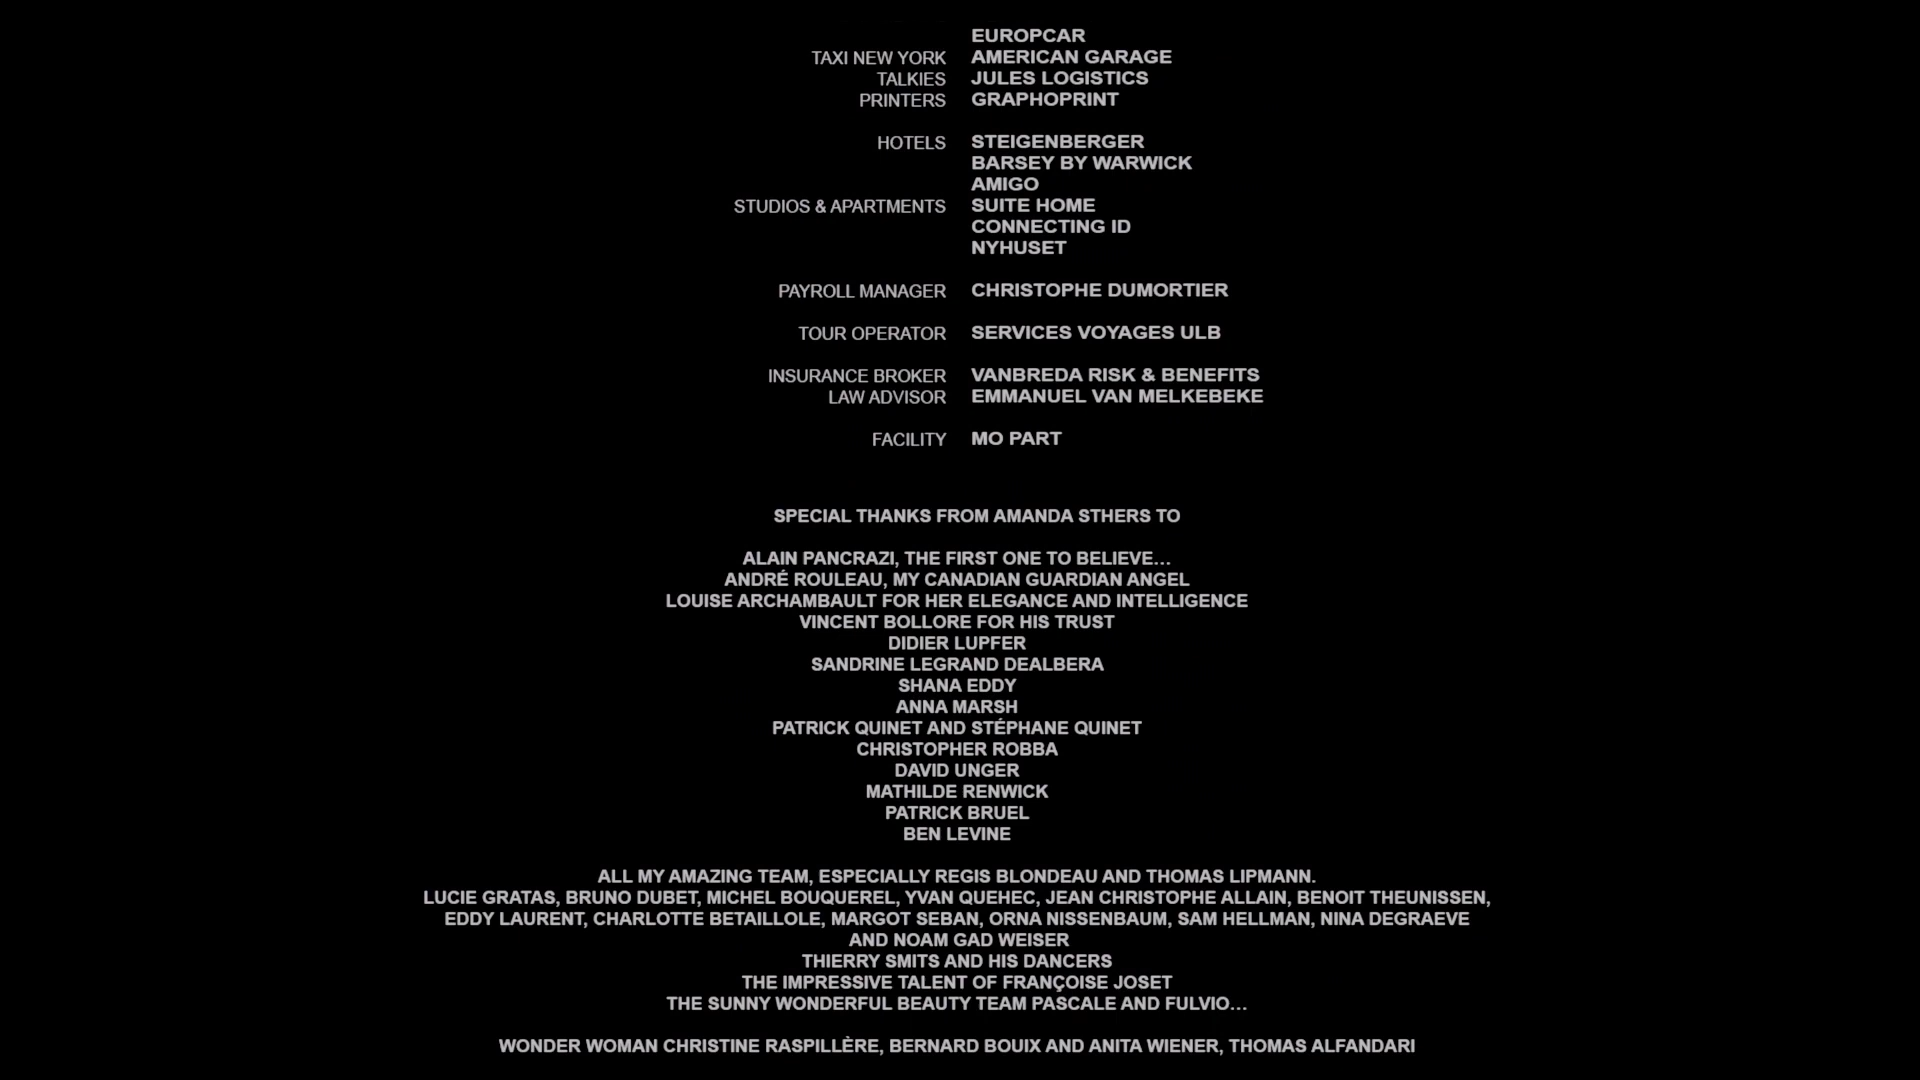 EUROPCAR
TAXI NEW YORK AMERICAN GARAGE
TALKIES JULES LOGISTICS
PRINTERS GRAPHOPRINT
HOTELS STEIGENBERGER
BARSEY BY WARWICK
AMIGO
STUDIOS & APARTMENTS SUITE HOME
CONNECTING ID
NYHUSET
PAYROLL MANAGER CHRISTOPHE DUMORTIER
TOUR OPERATOR SERVICES VOYAGES ULB
INSURANCE BROKER VANBREDA RISK & BENEFITS
LAW ADVISOR EMMANUEL VAN MELKEBEKE
FACILITY MO PART
SPECIAL THANKS FROM AMANDA STHERS TO
ALAIN PANCRAZI, THE FIRST ONE TO BELIEVE…
ANDRÉ ROULEAU, MY CANADIAN GUARDIAN ANGEL
LOUISE ARCHAMBAULT FOR HER ELEGANCE AND INTELLIGENCE
VINCENT BOLLORE FOR HIS TRUST
DIDIER LUPFER
SANDRINE LEGRAND DEALBERA
SHANA EDDY
ANNA MARSH
PATRICK QUINET AND STÉPHANE QUINET
CHRISTOPHER ROBBA
DAVID UNGER
MATHILDE RENWICK
PATRICK BRUEL
BEN LEVINE
ALL MY AMAZING TEAM, ESPECIALLY REGIS BLONDEAU AND THOMAS LIPMANN.
LUCIE GRATAS, BRUNO DUBET, MICHEL BOUQUEREL, YVAN QUEHEC, JEAN CHRISTOPHE ALLAIN, BENOIT THEUNISSEN,
EDDY LAURENT, CHARLOTTE BETAILLOLE, MARGOT SEBAN, ORNA NISSENBAUM, SAM HELLMAN, NINA DEGRAEVE
AND NOAM GAD WEISER
THIERRY SMITS AND HIS DANCERS
THE IMPRESSIVE TALENT OF FRANÇOISE JOSET
THE SUNNY WONDERFUL BEAUTY TEAM PASCALE AND FULVIO…
WONDER WOMAN CHRISTINE RASPILLÈRE, BERNARD BOUIX AND ANITA WIENER, THOMAS ALFANDARI